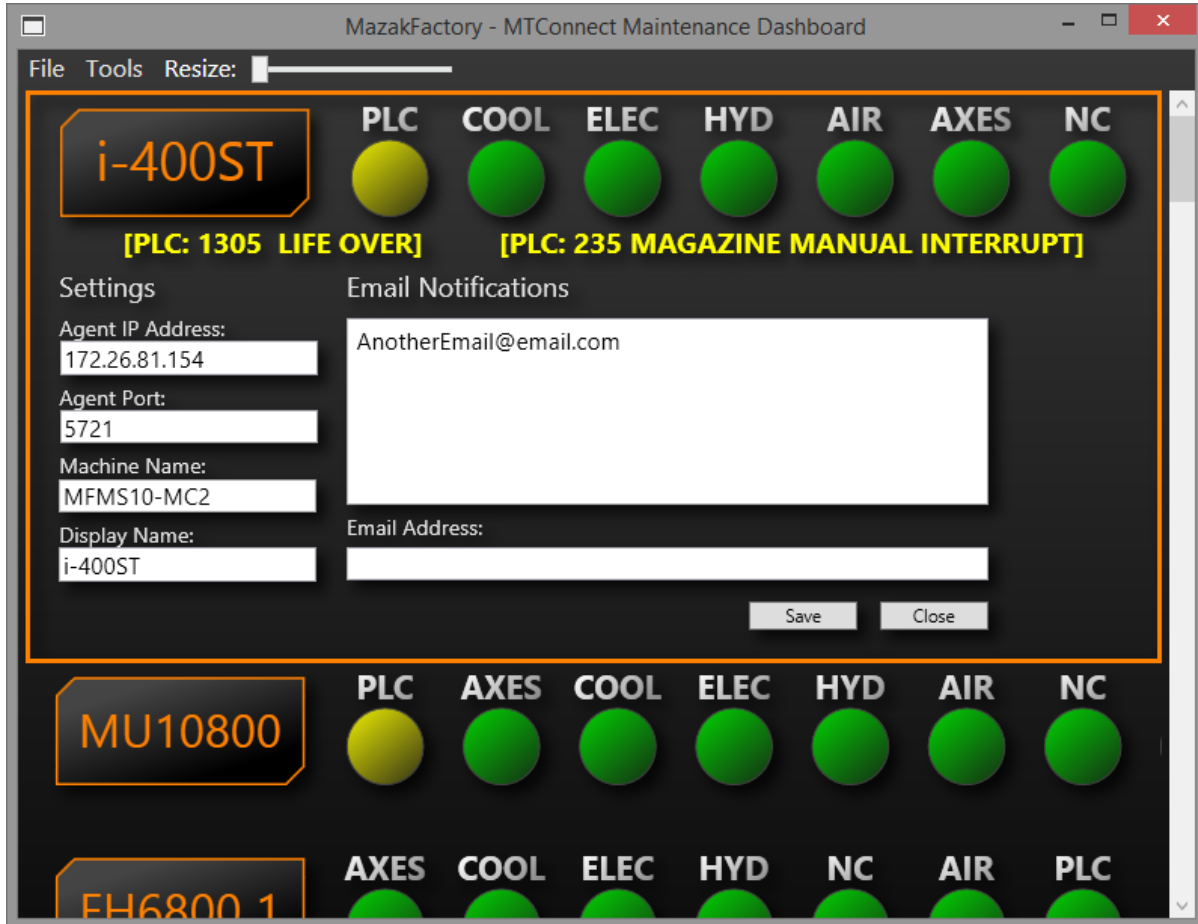 MazakFactory - MTConnect Maintenance Dashboard
File Tools Resize:
i-400ST
PLC COOL ELEC HYD AIR AXES NC
[PLC: 1305  LIFE OVER] [PLC: 235 MAGAZINE MANUAL INTERRUPT]
Settings
Agent IP Address:
172.26.81.154
Agent Port:
5721
Machine Name:
MFMS10-MC2
Display Name:
i-400ST
Email Notifications
AnotherEmail@email.com
Email Address:
Save Close
MU10800
PLC AXES COOL ELEC HYD AIR NC
FH6800 1
AXES COOL ELEC HYD NC AIR PLC